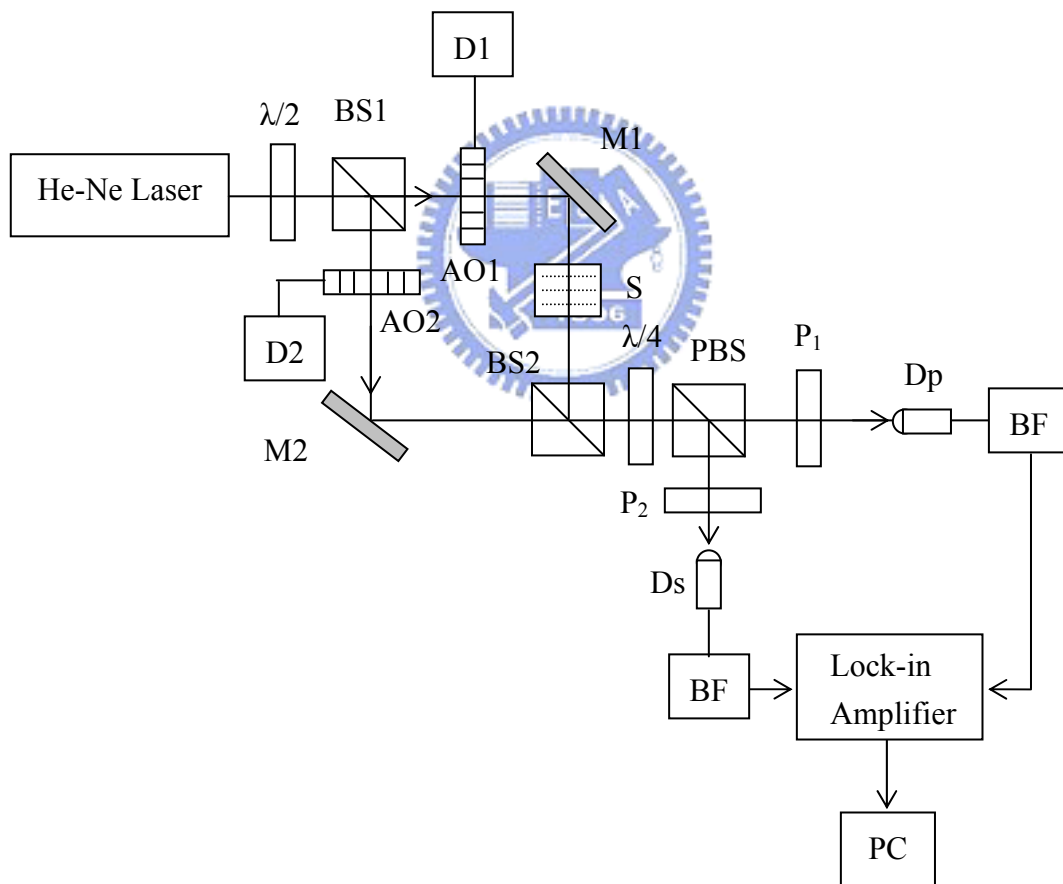 D1
λ/2
BS1
M1
He-Ne Laser
E S A
AO1
S
AO2
1896
D2
BS2
λ/4
PBS
P₁
Dp
BF
M2
P₂
Ds
BF
Lock-in
Amplifier
PC